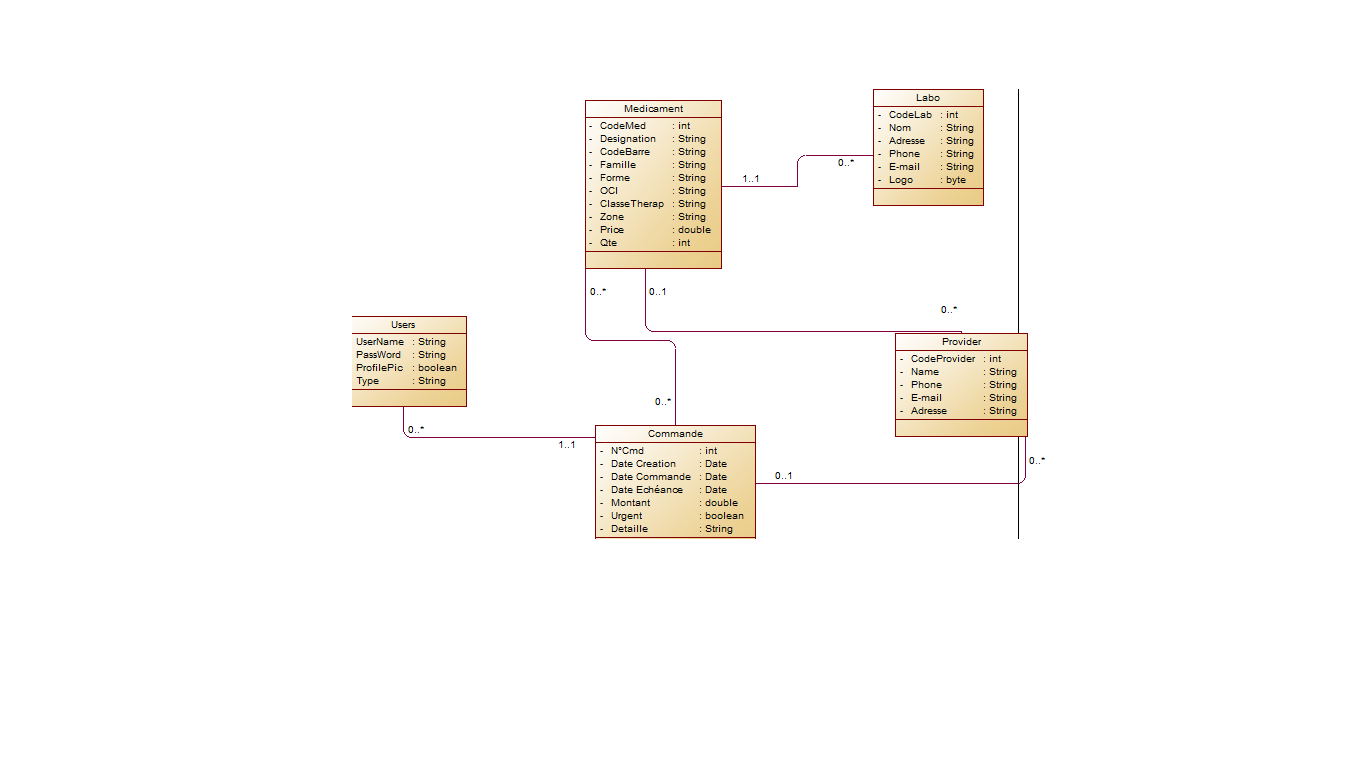 Medicament
- CodeMed : int
- Designation : String
- CodeBarre : String
- Famille : String
- Forme : String
- OCI : String
- ClasseTherap : String
- Zone : String
- Price : double
- Qte : int
Labo
- CodeLab : int
- Nom : String
- Adresse : String
- Phone : String
- E-mail : String
- Logo : byte
1..1
0..*
0..*
0..1
0..*
Users
UserName : String
PassWord : String
ProfilePic : boolean
Type : String
Provider
- CodeProvider : int
- Name : String
- Phone : String
- E-mail : String
- Adresse : String
0..*
0..*
1..1
Commande
- N°Cmd : int
- Date Creation : Date
- Date Commande : Date
- Date Echéance : Date
- Montant : double
- Urgent : boolean
- Detaille : String
0..1
0..*